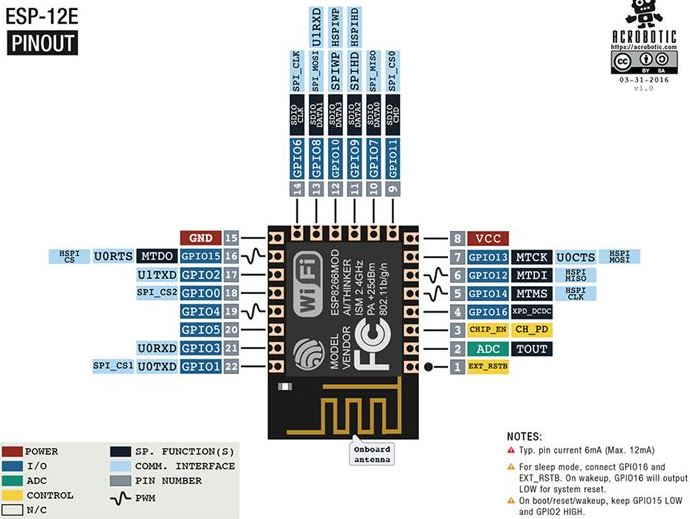 ESP-12E
PINOUT
ACROBOTIC
https://acrobotic.com
CC BY SA
03-31-2016
v1.0
SPI_CLK SDIO CLK GPIO6 14
U1RXD SPI_MOSI SDIO DATA1 GPIO8 13
HSPIWP SPIWP SDIO DATA3 GPIO10 12
HSPIHD SPIHD SDIO DATA2 GPIO9 11
SPI_MISO SDIO DATA0 GPIO7 10
SPI_CS0 SDIO CMD GPIO11 9
GND 15
HSPI CS U0RTS MTDO GPIO15 16
U1TXD GPIO2 17
SPI_CS2 GPIO0 18
GPIO4 19
GPIO5 20
U0RXD GPIO3 21
SPI_CS1 U0TXD GPIO1 22
WiFi
ESP8266MOD
AI/THINKER
ISM 2.4GHz
PA +25dBm
802.11b/g/n
MODEL
VENDOR
FC
8 VCC
7 GPIO13 MTCK U0CTS HSPI MOSI
6 GPIO12 MTDI HSPI MISO
5 GPIO14 MTMS HSPI CLK
4 GPIO16 XPD_DCDC
3 CHIP_EN CH_PD
2 ADC TOUT
1 EXT_RSTB
Onboard
antenna
POWER
I/O
ADC
CONTROL
N/C
SP. FUNCTION(S)
COMM. INTERFACE
PIN NUMBER
PWM
NOTES:
Typ. pin current 6mA (Max. 12mA)
For sleep mode, connect GPIO16 and
EXT_RSTB. On wakeup, GPIO16 will output
LOW for system reset.
On boot/reset/wakeup, keep GPIO15 LOW
and GPIO2 HIGH.